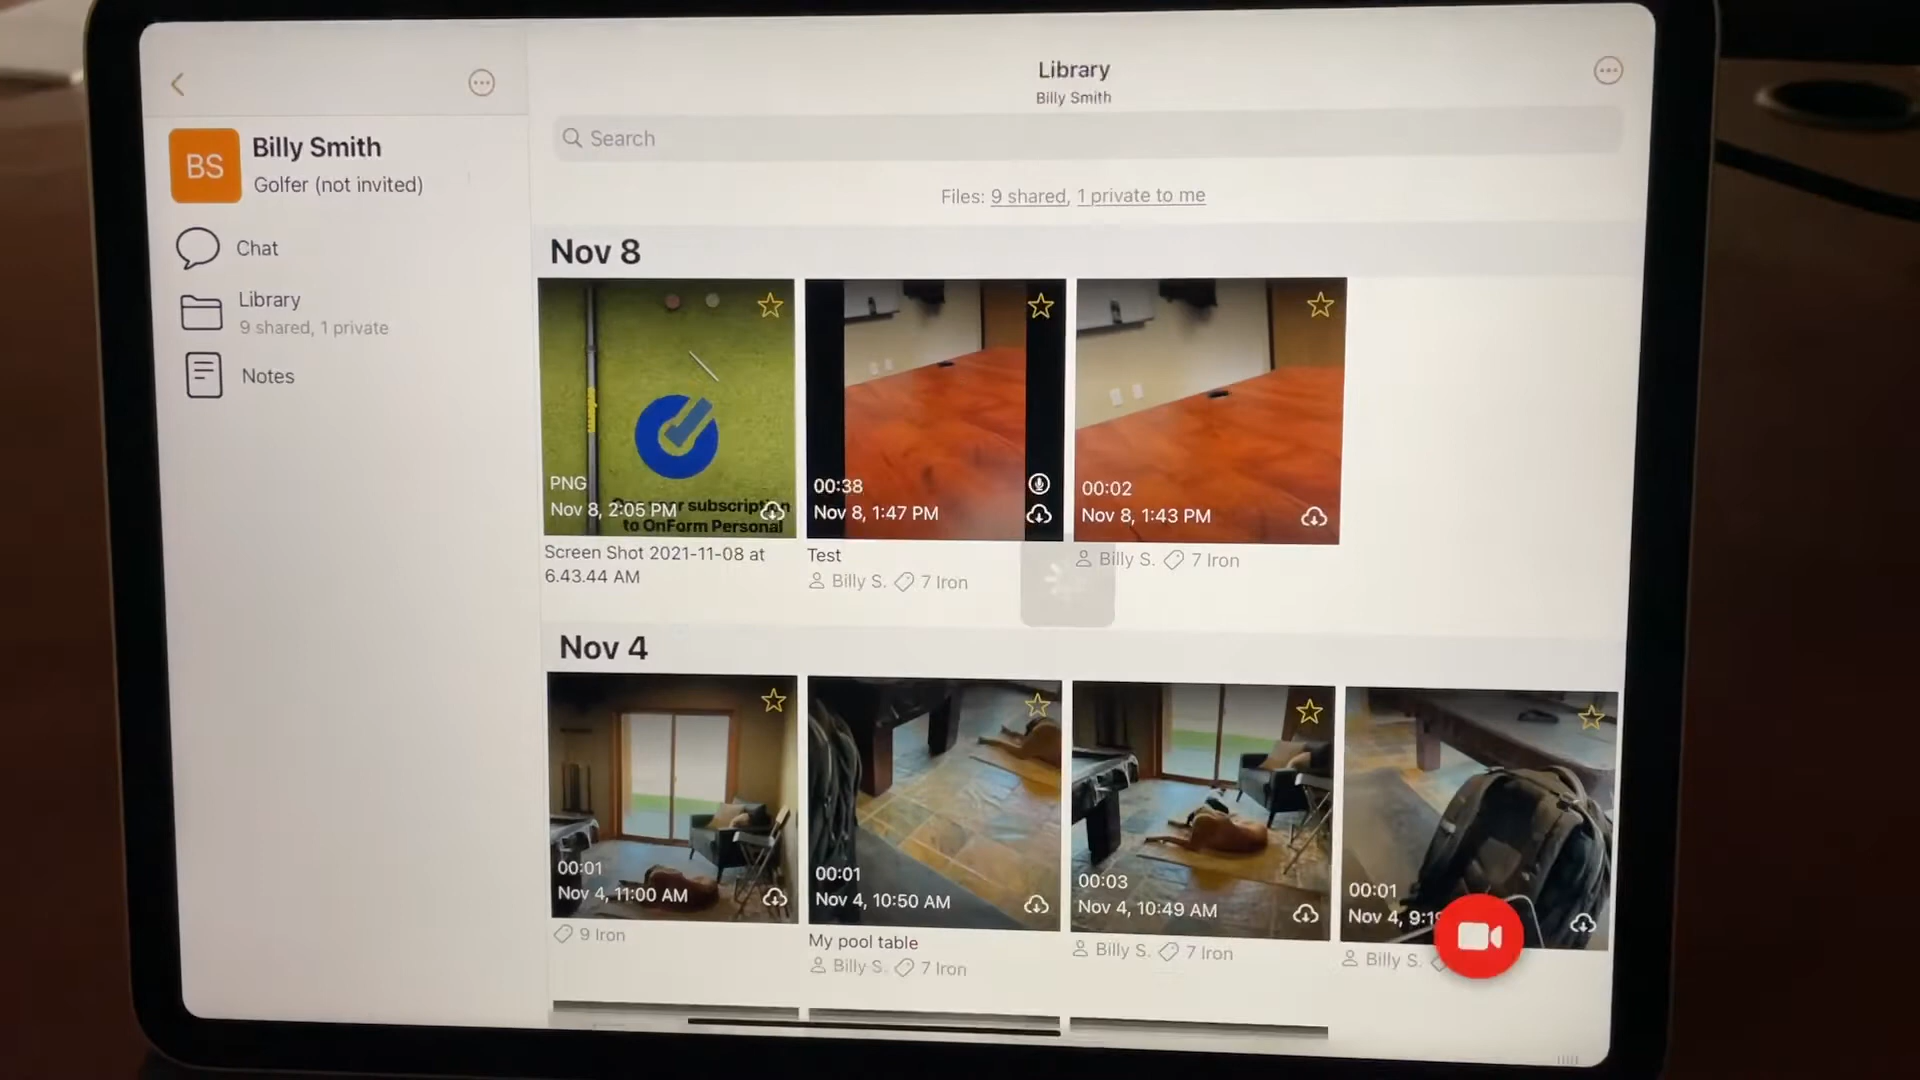 Library
Billy Smith
BS
Billy Smith
Golfer (not invited)
Chat
Library
9 shared, 1 private
Notes
Search
Files: 9 shared, 1 private to me
Nov 8
PNG
Nov 8, 2:05 PM
subscription
to OnForm Personal
Screen Shot 2021-11-08 at
6.43.44 AM
00:38
Nov 8, 1:47 PM
Test
Billy S. 7 Iron
00:02
Nov 8, 1:43 PM
Billy S. 7 Iron
Nov 4
00:01
Nov 4, 11:00 AM
9 Iron
00:01
Nov 4, 10:50 AM
My pool table
Billy S. 7 Iron
00:03
Nov 4, 10:49 AM
Billy S. 7 Iron
00:01
Nov 4, 9:19
Billy S.